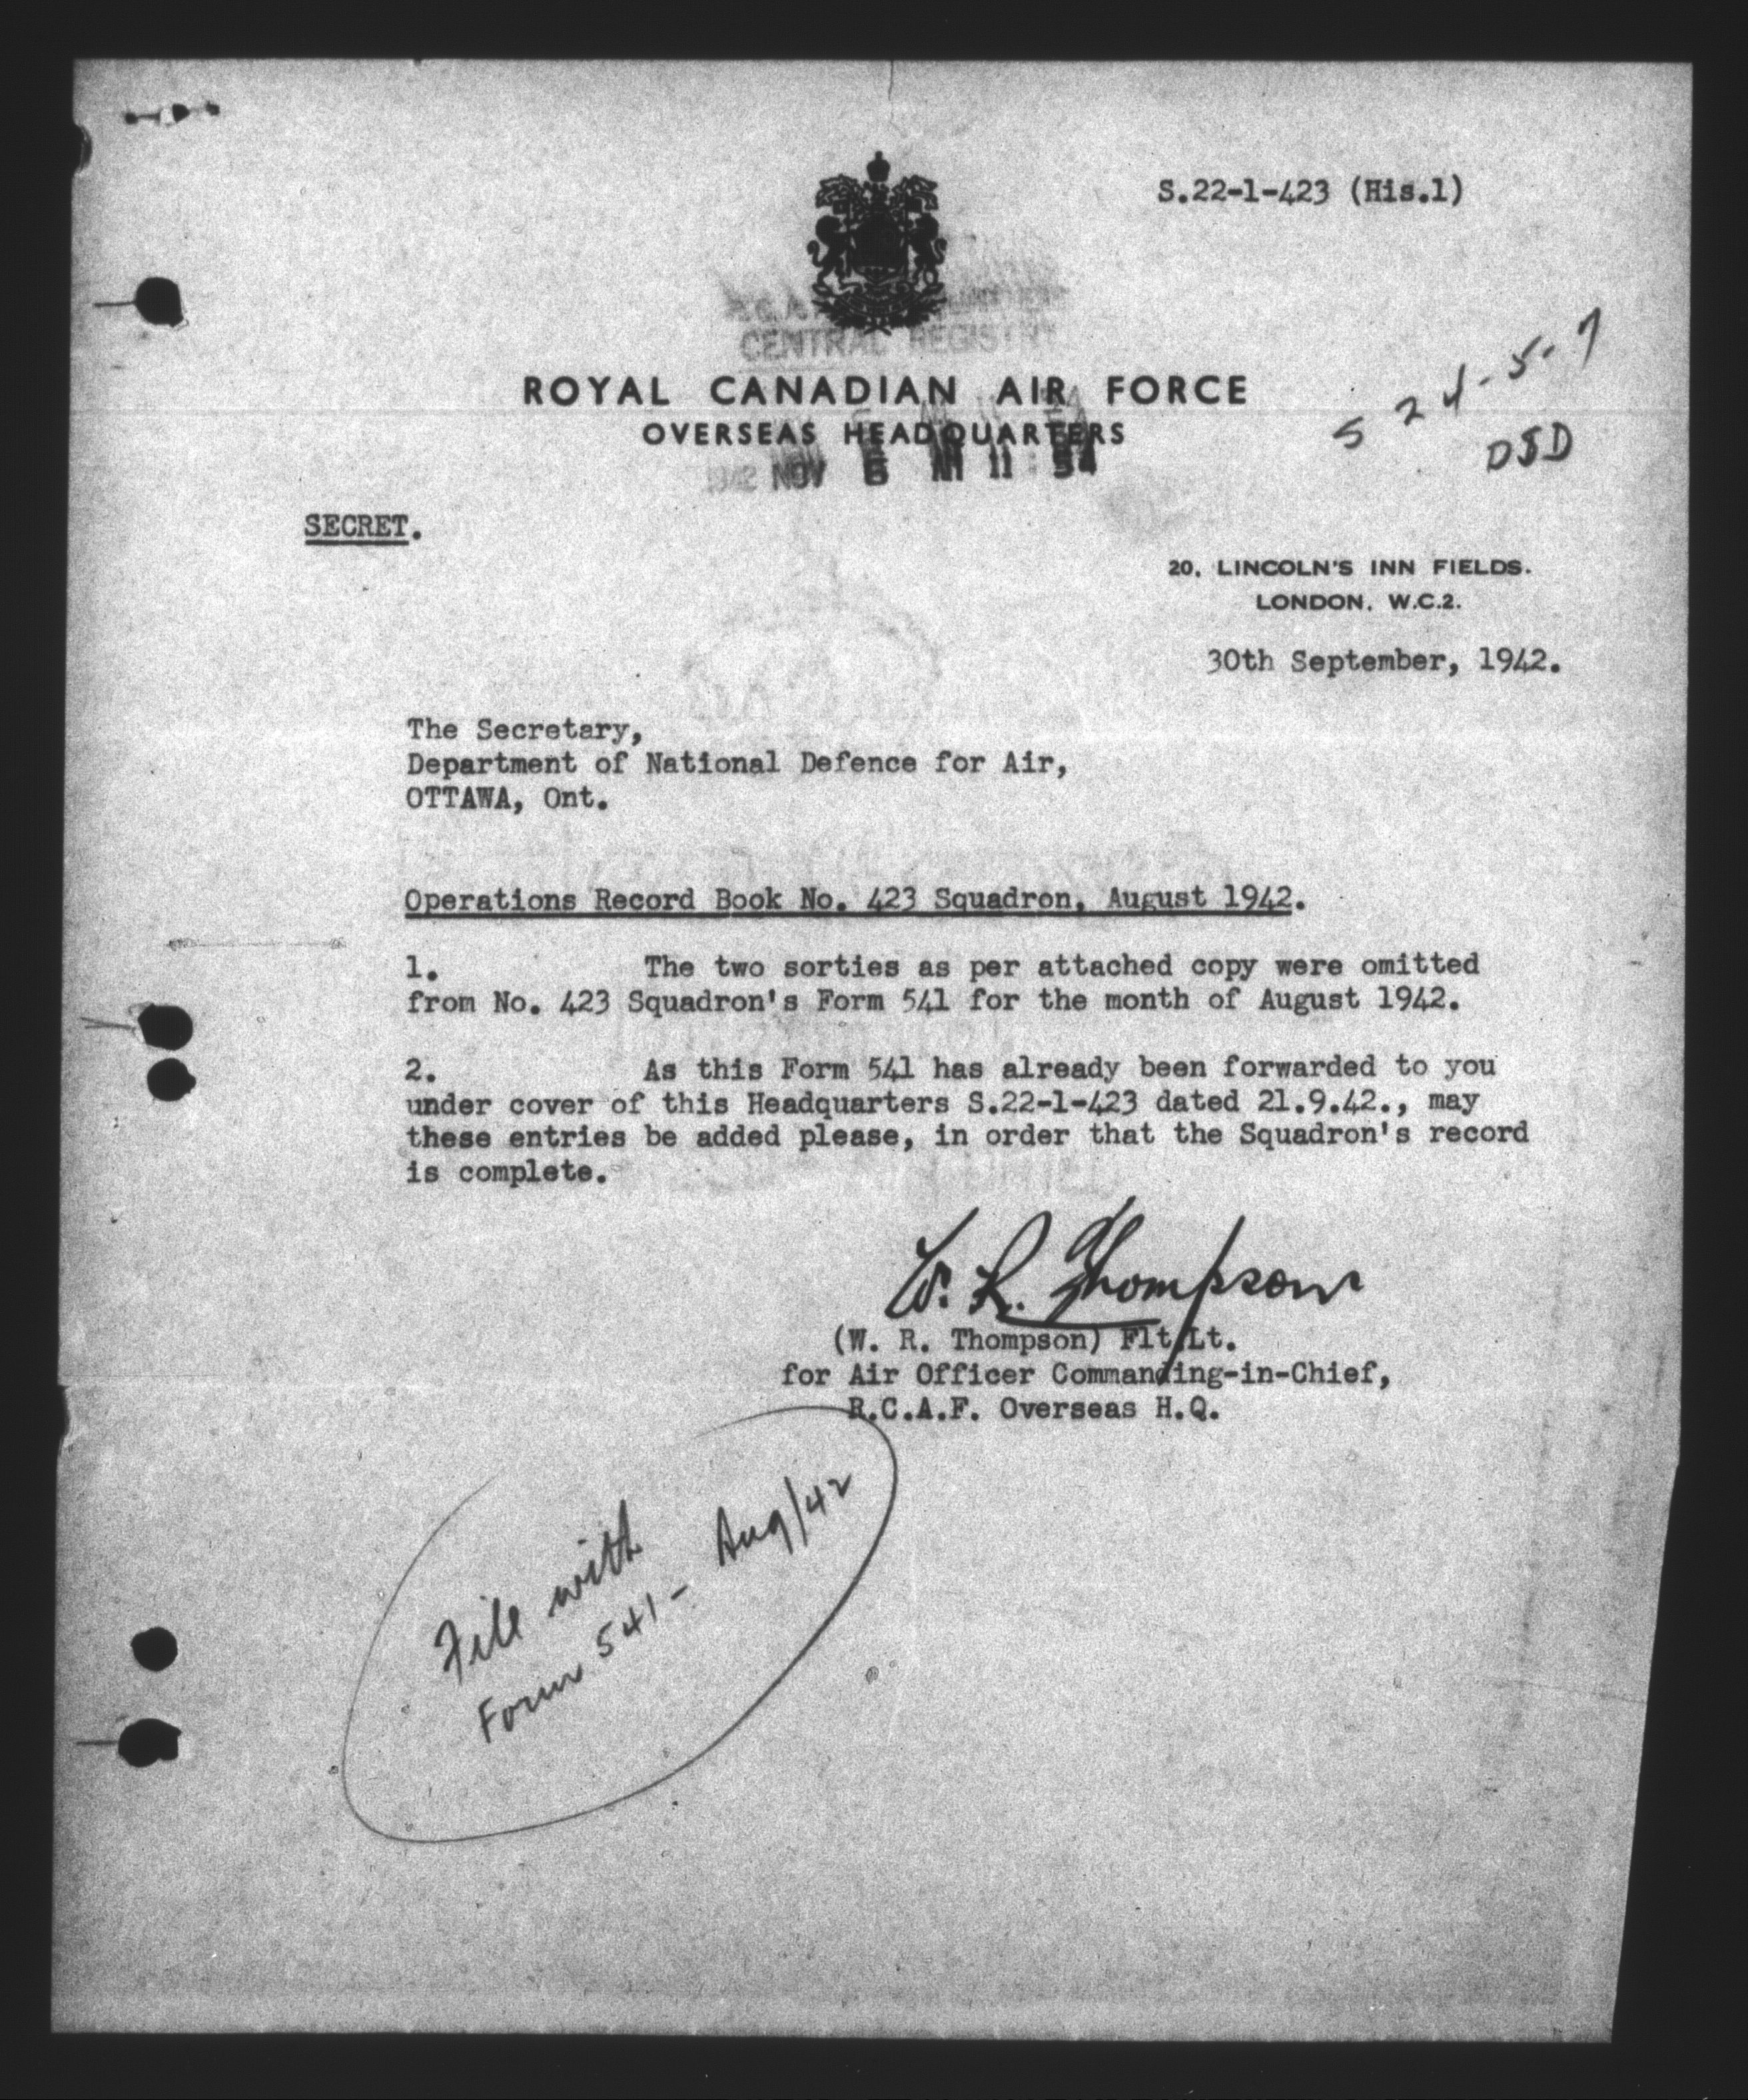 S.22-1-423 (His.1)
CENTRAL REGISTRY
ROYAL CANADIAN AIR FORCE
OVERSEAS HEADQUARTERS
1942 NOV 6 AM 11 54
S 24-5-7
DSD
SECRET.
20, LINCOLN'S INN FIELDS.
LONDON, W.C.2.
30th September, 1942.
The Secretary,
Department of National Defence for Air,
OTTAWA, Ont.
Operations Record Book No. 423 Squadron, August 1942.
1. The two sorties as per attached copy were omitted
from No. 423 Squadron's Form 541 for the month of August 1942.
2. As this Form 541 has already been forwarded to you
under cover of this Headquarters S.22-1-423 dated 21.9.42., may
these entries be added please, in order that the Squadron's record
is complete.
W. R. Thompson
(W. R. Thompson) Flt/Lt.
for Air Officer Commanding-in-Chief,
R.C.A.F. Overseas H.Q.
File with
Form 541 - Aug/42